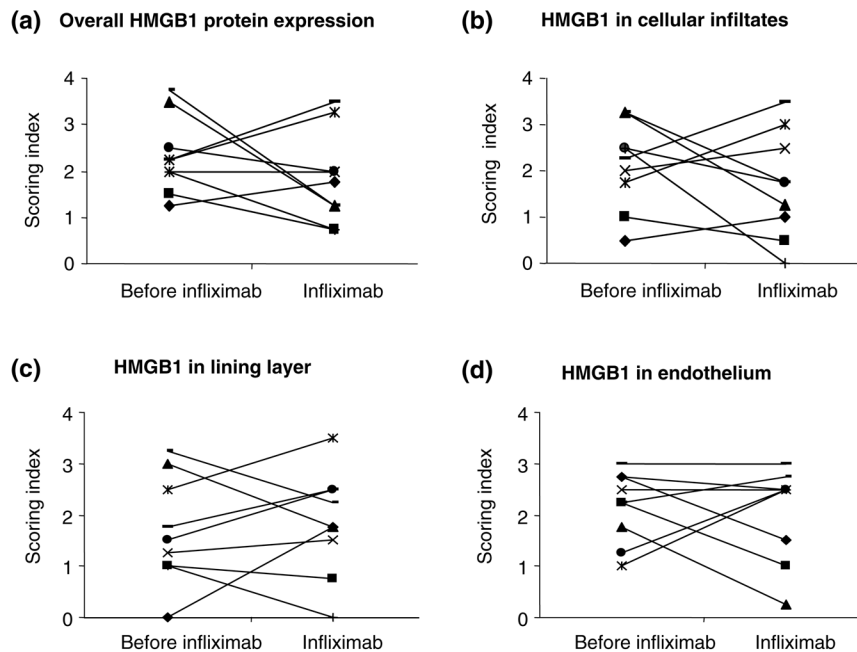 (a) Overall HMGB1 protein expression
Scoring index
4
3
2
1
0
Before infliximab Infliximab
(b) HMGB1 in cellular infiltates
Scoring index
4
3
2
1
0
Before infliximab Infliximab
(c) HMGB1 in lining layer
Scoring index
4
3
2
1
0
Before infliximab Infliximab
(d) HMGB1 in endothelium
Scoring index
4
3
2
1
0
Before infliximab Infliximab